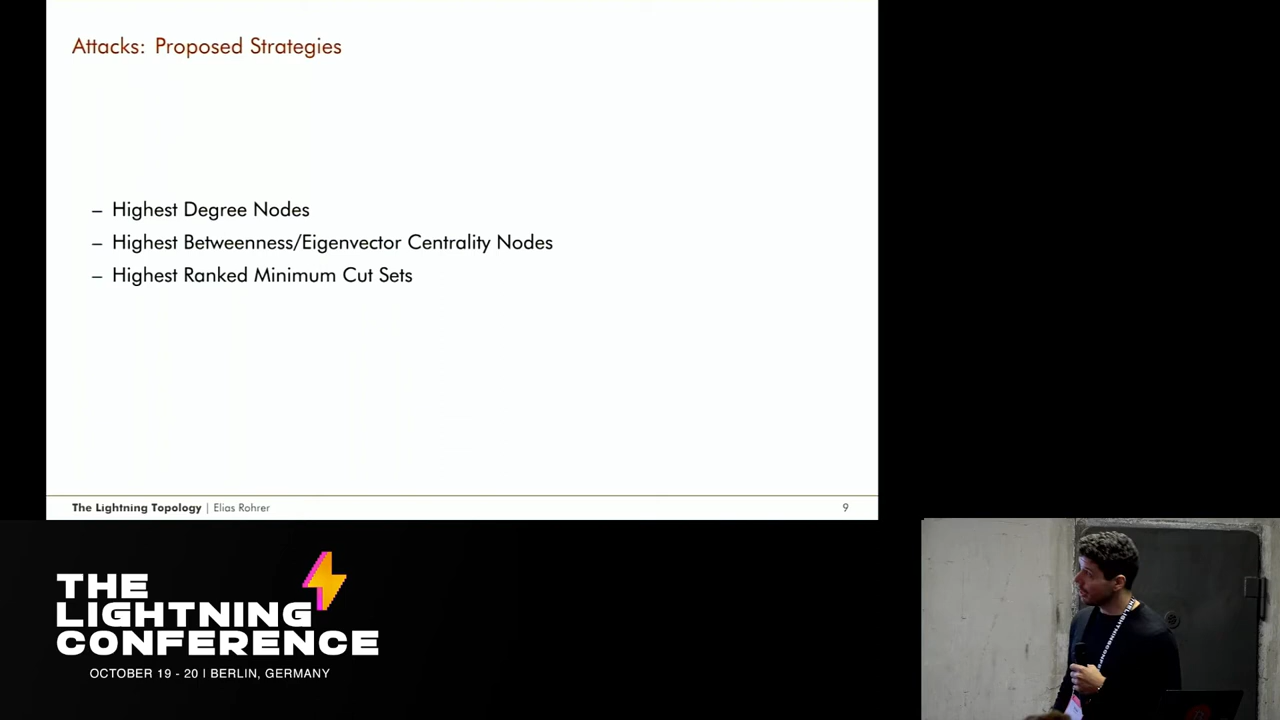 Attacks: Proposed Strategies
– Highest Degree Nodes
– Highest Betweenness/Eigenvector Centrality Nodes
– Highest Ranked Minimum Cut Sets
The Lightning Topology | Elias Rohrer
9
THE
LIGHTNING
CONFERENCE
OCTOBER 19 - 20 | BERLIN, GERMANY